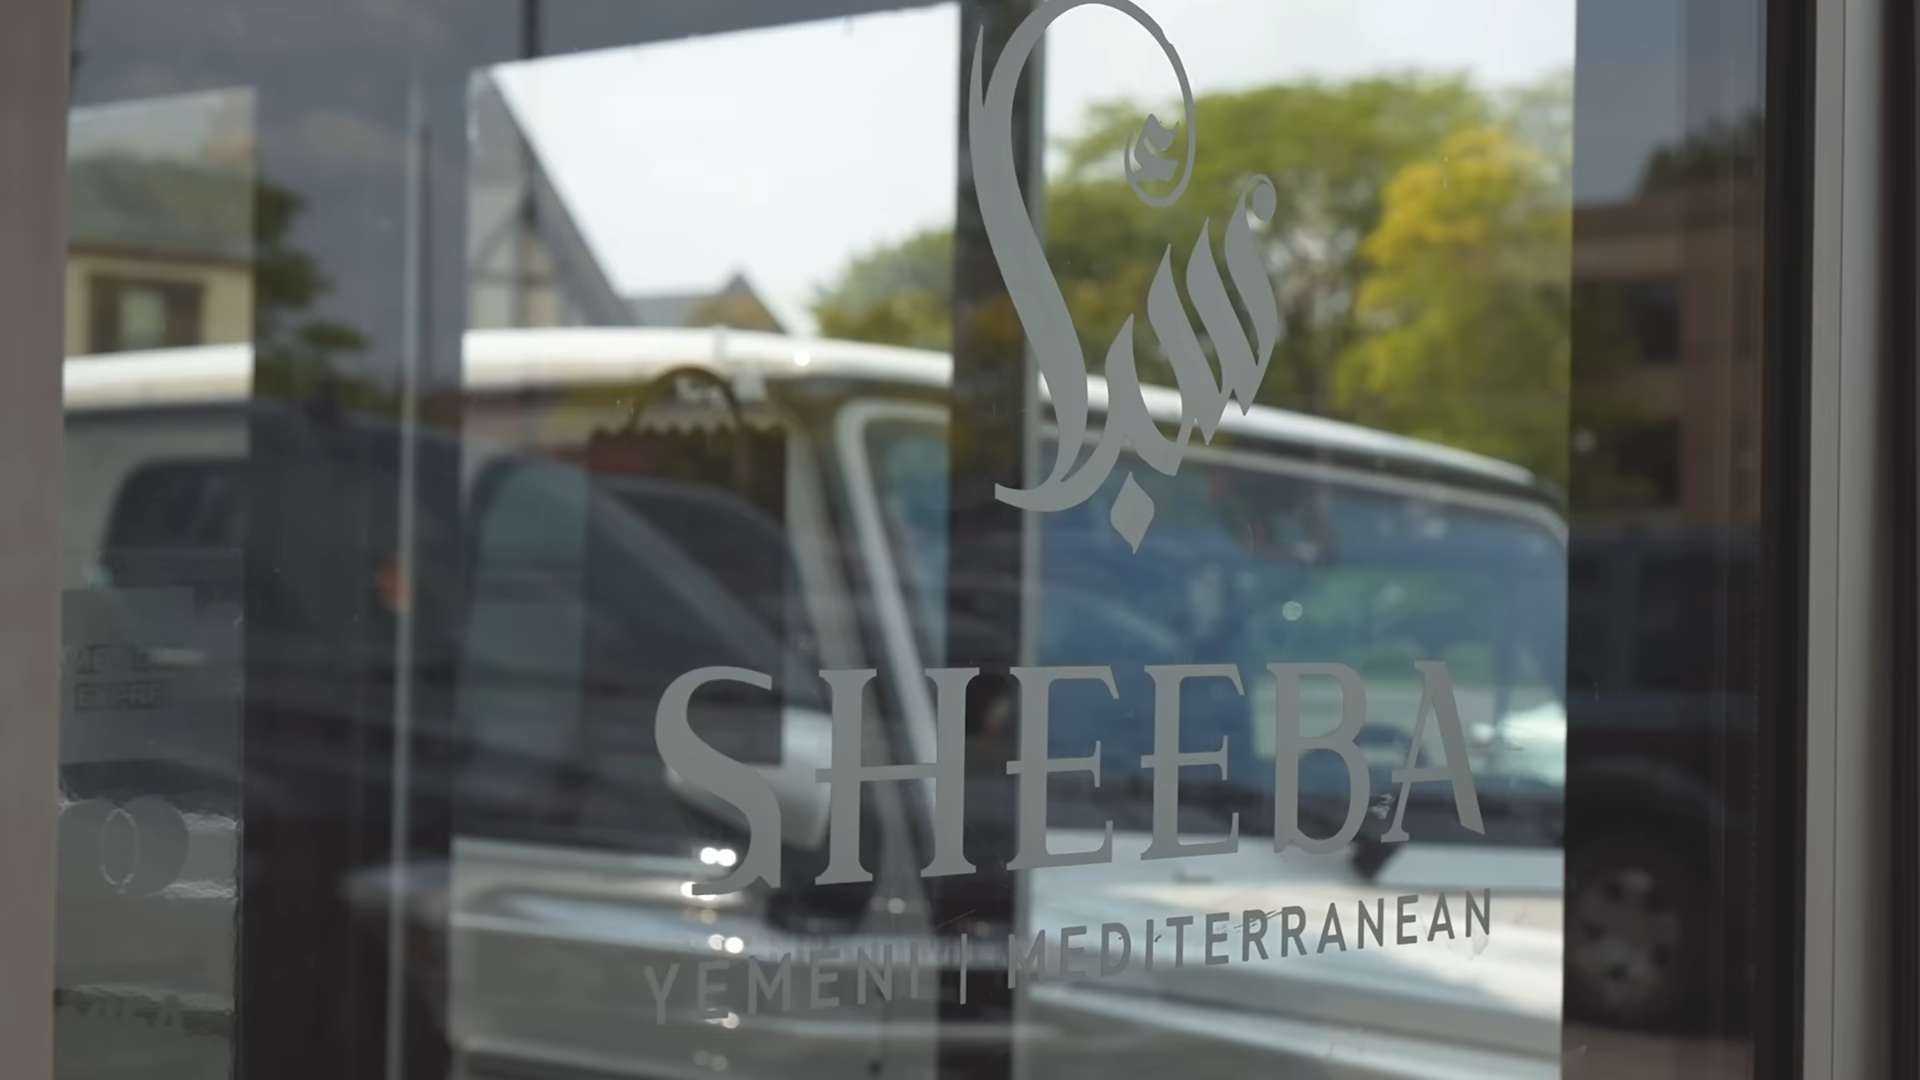 سبأ
SHEEBA
YEMENI | MEDITERRANEAN